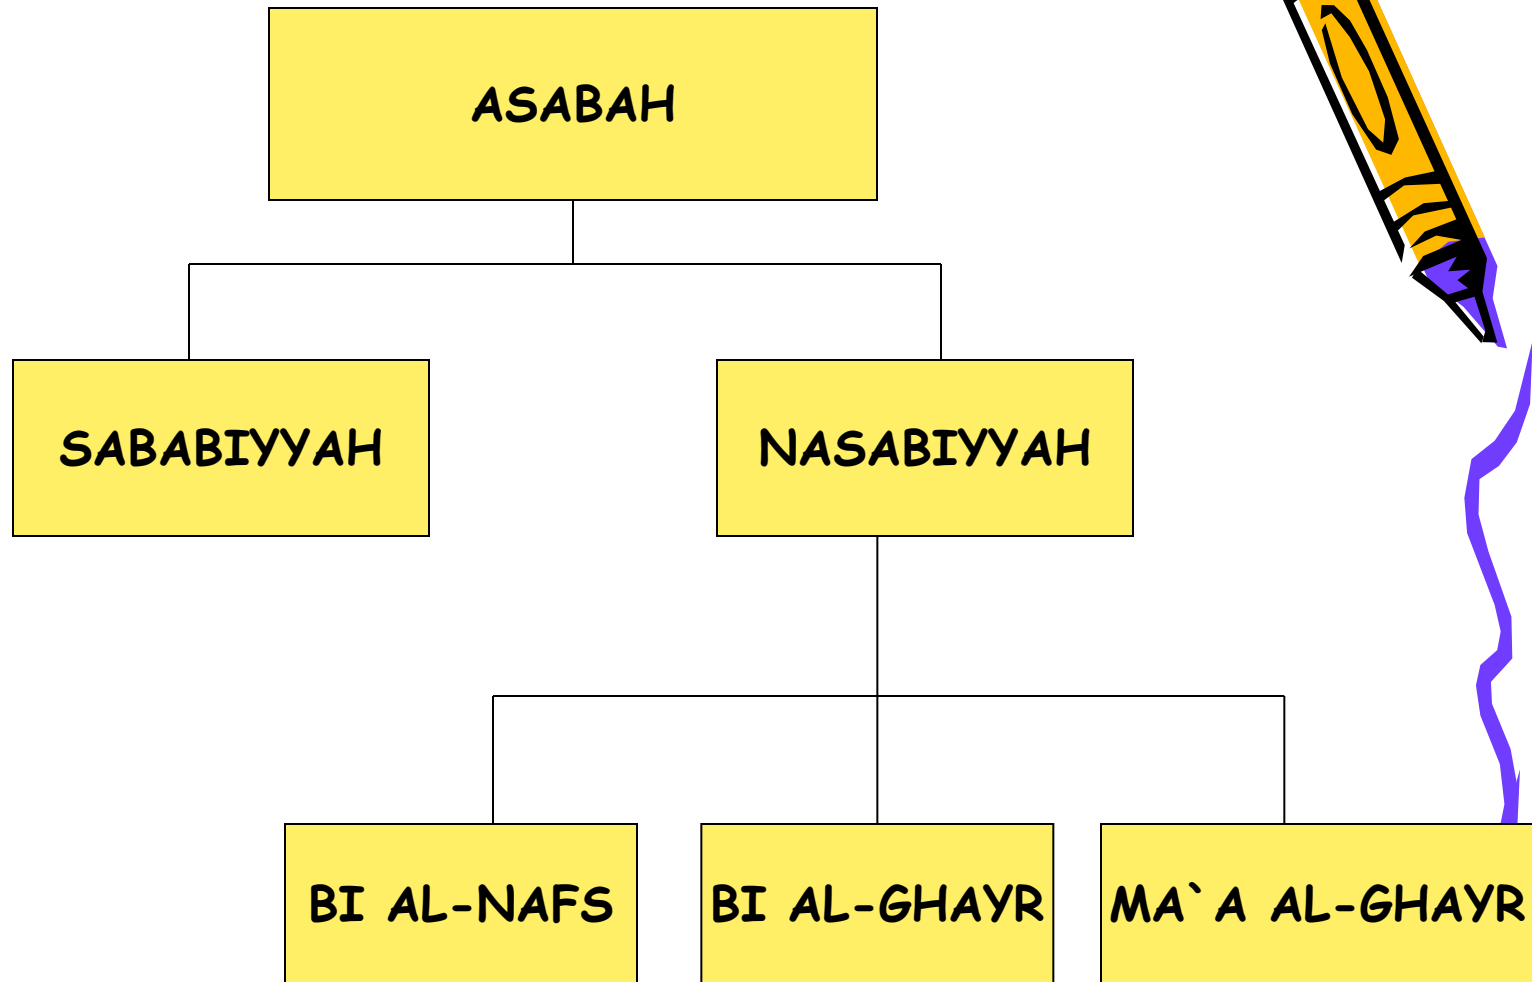 ASABAH
SABABIYYAH
NASABIYYAH
BI AL-NAFS
BI AL-GHAYR
MA`A AL-GHAYR